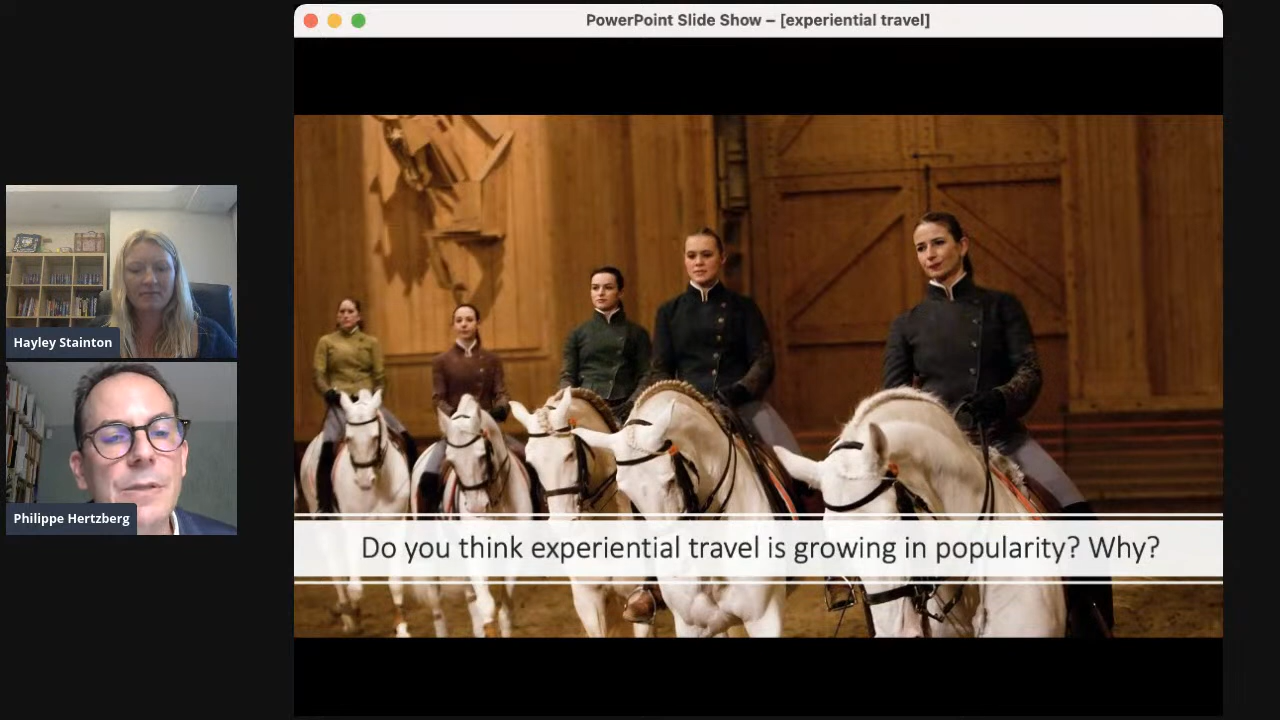 PowerPoint Slide Show – [experiential travel]
Hayley Stainton
Philippe Hertzberg
Do you think experiential travel is growing in popularity? Why?